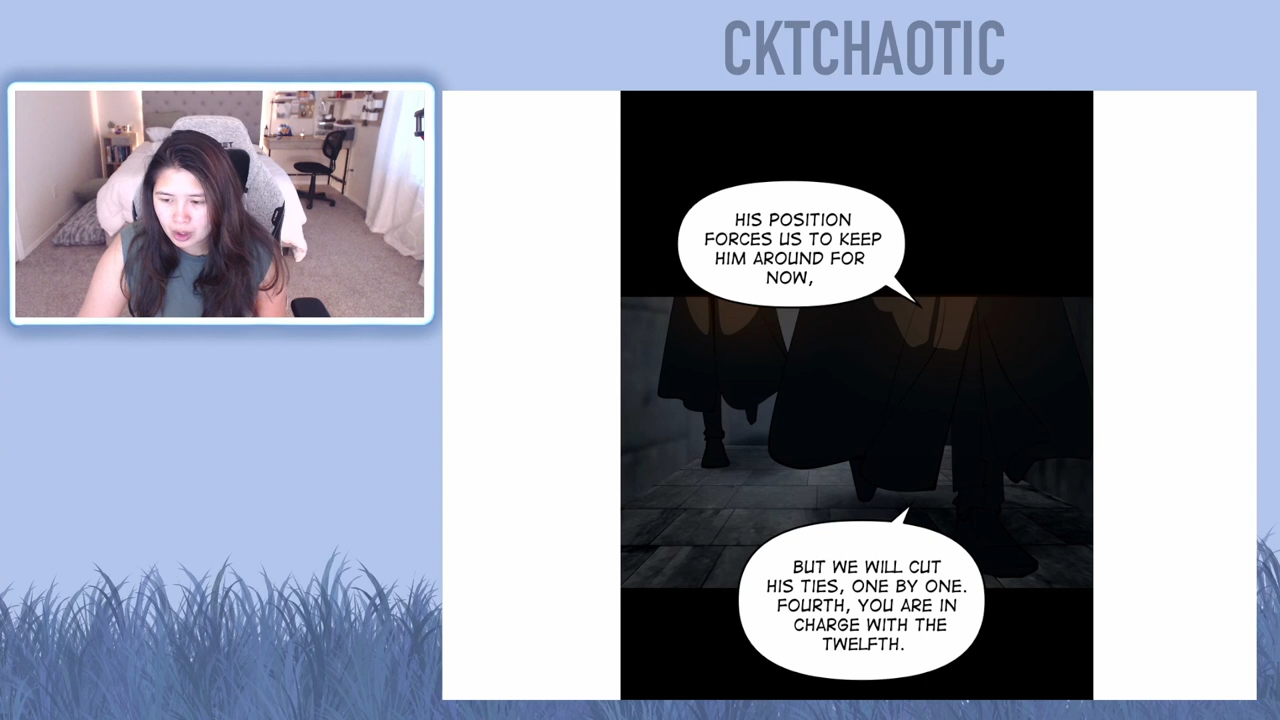 CKTCHAOTIC
HIS POSITION
FORCES US TO KEEP
HIM AROUND FOR
NOW,
BUT WE WILL CUT
HIS TIES, ONE BY ONE.
FOURTH, YOU ARE IN
CHARGE WITH THE
TWELFTH.